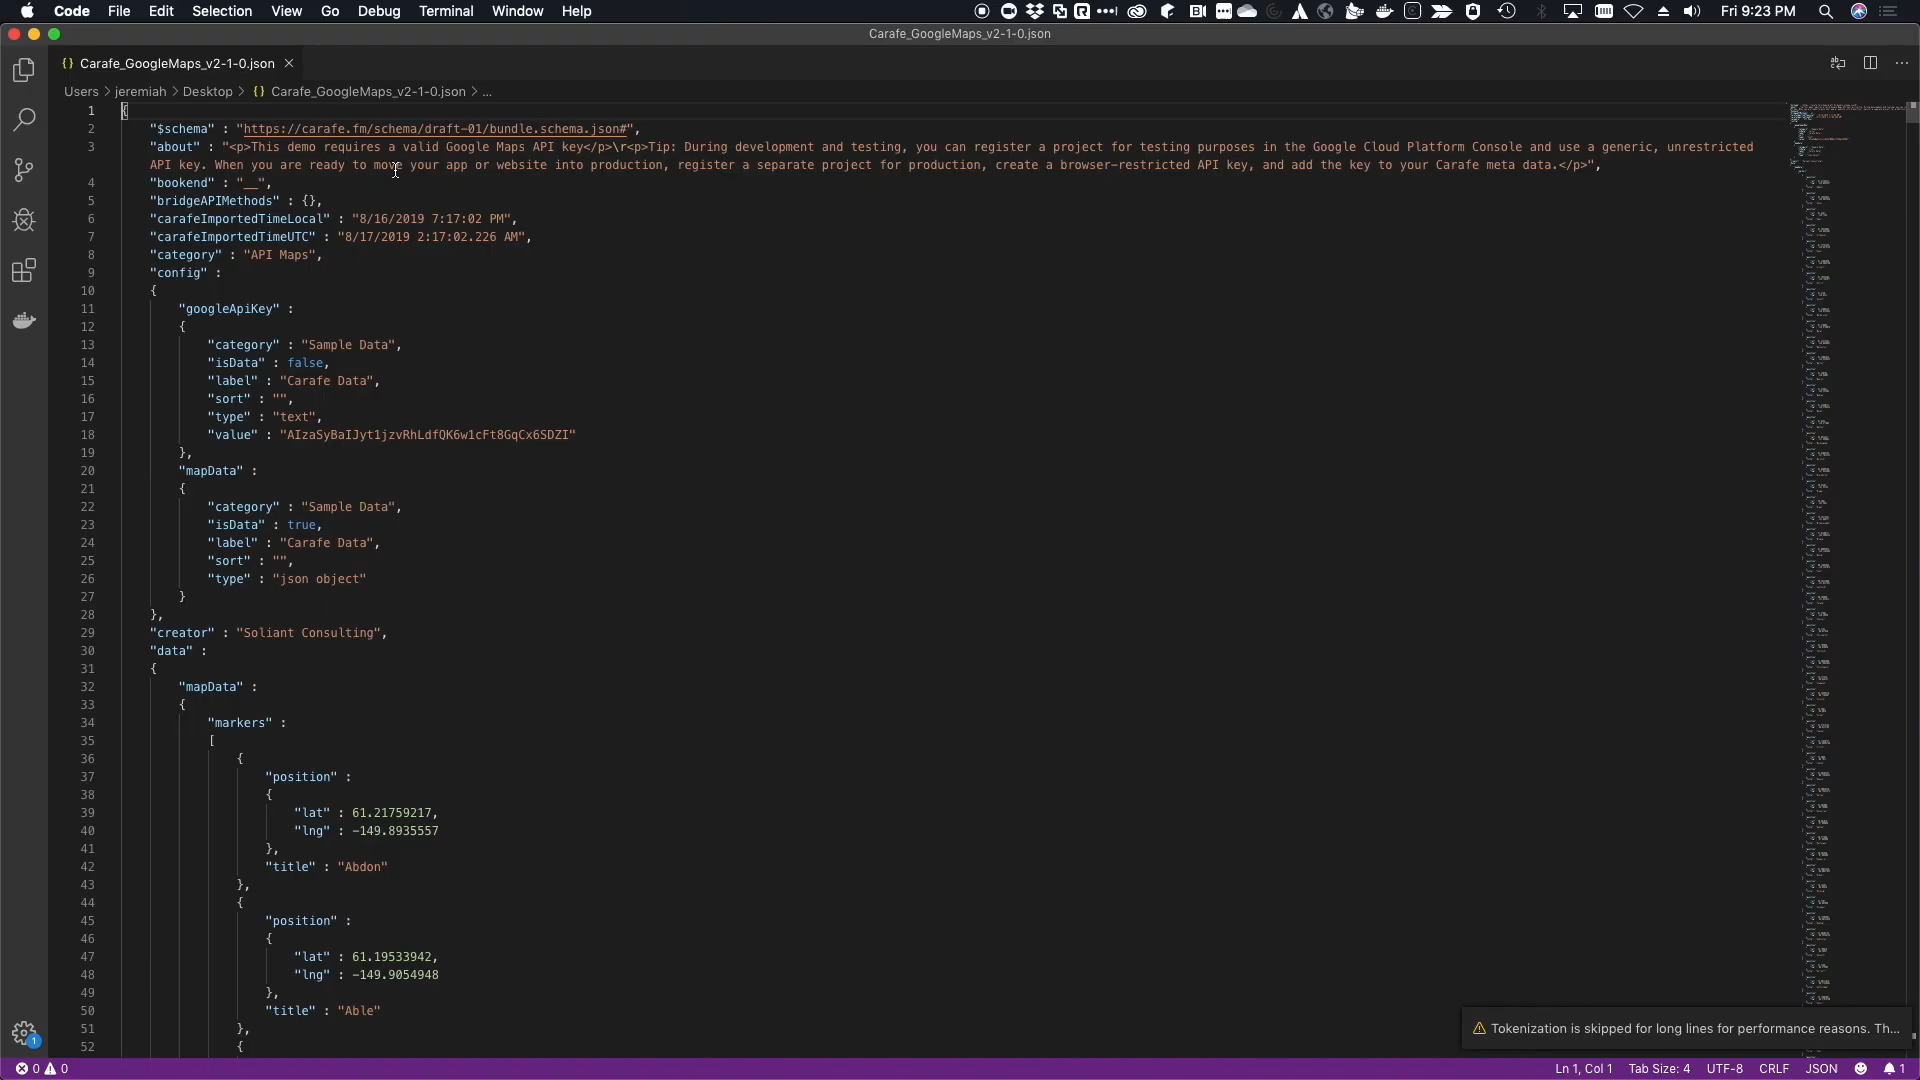 Code File Edit Selection View Go Debug Terminal Window Help Fri 9:23 PM
Carafe_GoogleMaps_v2-1-0.json
{} Carafe_GoogleMaps_v2-1-0.json ×
Users > jeremiah > Desktop > {} Carafe_GoogleMaps_v2-1-0.json > ...
1 {
2 "$schema" : "https://carafe.fm/schema/draft-01/bundle.schema.json#",
3 "about" : "<p>This demo requires a valid Google Maps API key</p>\r<p>Tip: During development and testing, you can register a project for testing purposes in the Google Cloud Platform Console and use a generic, unrestricted
API key. When you are ready to move your app or website into production, register a separate project for production, create a browser-restricted API key, and add the key to your Carafe meta data.</p>",
4 "bookend" : "__",
5 "bridgeAPIMethods" : {},
6 "carafeImportedTimeLocal" : "8/16/2019 7:17:02 PM",
7 "carafeImportedTimeUTC" : "8/17/2019 2:17:02.226 AM",
8 "category" : "API Maps",
9 "config" :
10 {
11 "googleApiKey" :
12 {
13 "category" : "Sample Data",
14 "isData" : false,
15 "label" : "Carafe Data",
16 "sort" : "",
17 "type" : "text",
18 "value" : "AIzaSyBaIJyt1jzvRhLdfQK6w1cFt8GqCx6SDZI"
19 },
20 "mapData" :
21 {
22 "category" : "Sample Data",
23 "isData" : true,
24 "label" : "Carafe Data",
25 "sort" : "",
26 "type" : "json object"
27 }
28 },
29 "creator" : "Soliant Consulting",
30 "data" :
31 {
32 "mapData" :
33 {
34 "markers" :
35 [
36 {
37 "position" :
38 {
39 "lat" : 61.21759217,
40 "lng" : -149.8935557
41 },
42 "title" : "Abdon"
43 },
44 {
45 "position" :
46 {
47 "lat" : 61.19533942,
48 "lng" : -149.9054948
49 },
50 "title" : "Able"
51 },
52 {
Tokenization is skipped for long lines for performance reasons. Th...
1
0 0 Ln 1, Col 1 Tab Size: 4 UTF-8 CRLF JSON 1